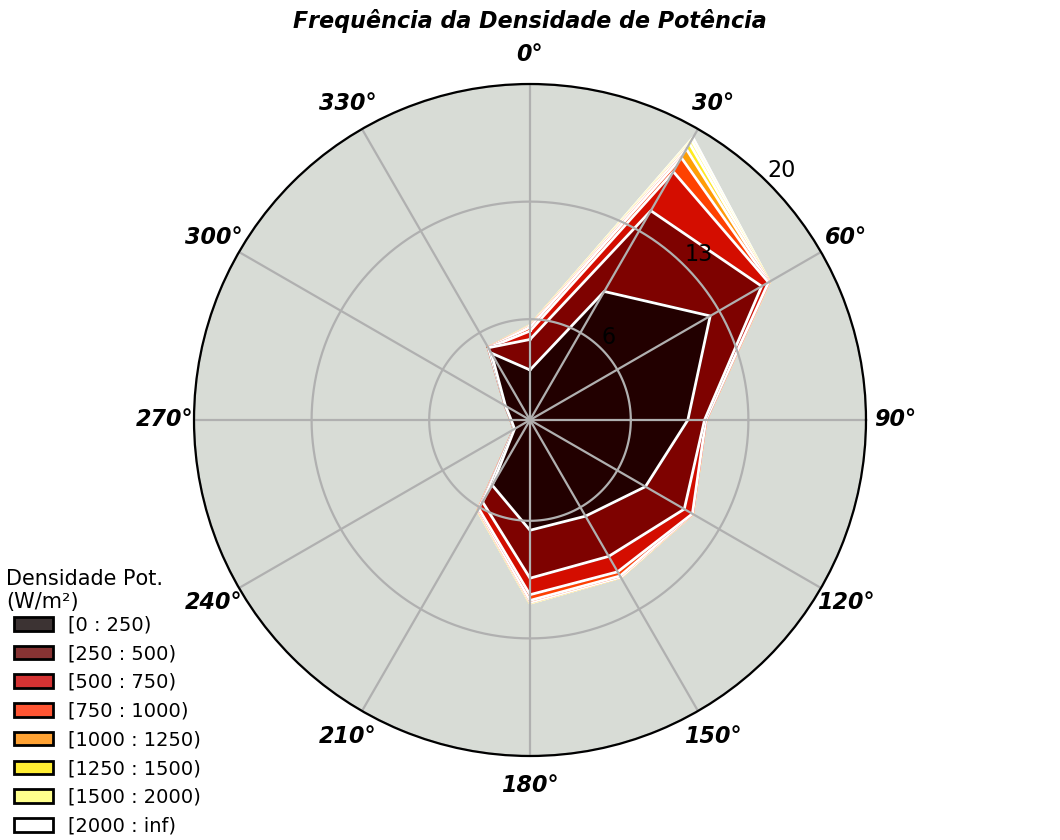 Frequência da Densidade de Potência
0°
330°
30°
20
300°
60°
13
6
270°
90°
240°
120°
210°
150°
180°
Densidade Pot.
(W/m²)
[0 : 250)
[250 : 500)
[500 : 750)
[750 : 1000)
[1000 : 1250)
[1250 : 1500)
[1500 : 2000)
[2000 : inf)